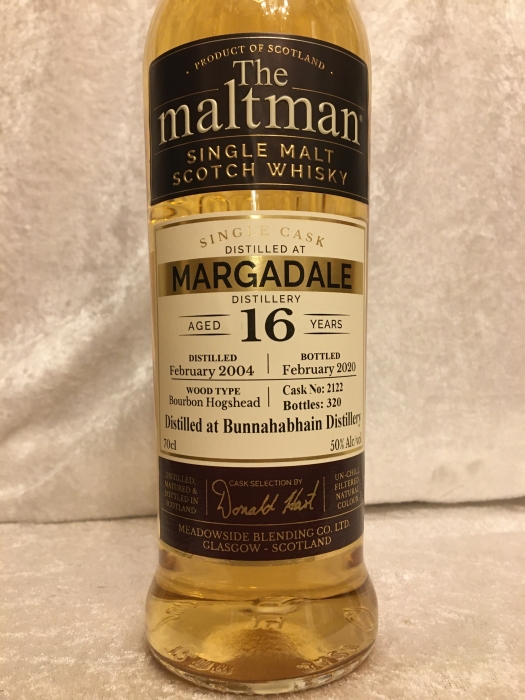 · PRODUCT OF SCOTLAND ·
The
maltman
SINGLE MALT
SCOTCH WHISKY
SINGLE CASK
DISTILLED AT
MARGADALE
DISTILLERY
AGED 16 YEARS
DISTILLED
February 2004
BOTTLED
February 2020
WOOD TYPE
Bourbon Hogshead
Cask No: 2122
Bottles: 320
Distilled at Bunnahabhain Distillery
70cl
50% Alc/vol
DISTILLED,
MATURED &
BOTTLED IN
SCOTLAND
CASK SELECTION BY
Donald Hart
UN-CHILL
FILTERED
NATURAL
COLOUR
MEADOWSIDE BLENDING CO. LTD.
GLASGOW - SCOTLAND